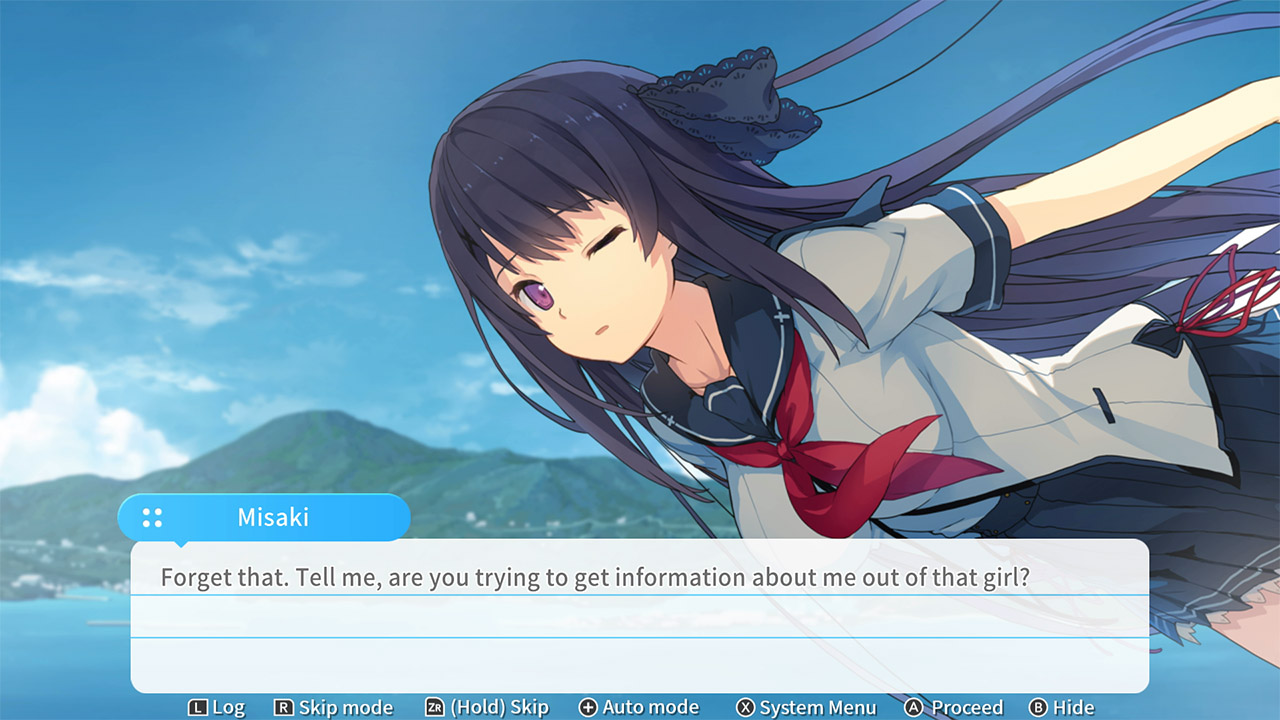 Misaki
Forget that. Tell me, are you trying to get information about me out of that girl?
L Log R Skip mode ZR (Hold) Skip + Auto mode X System Menu A Proceed B Hide